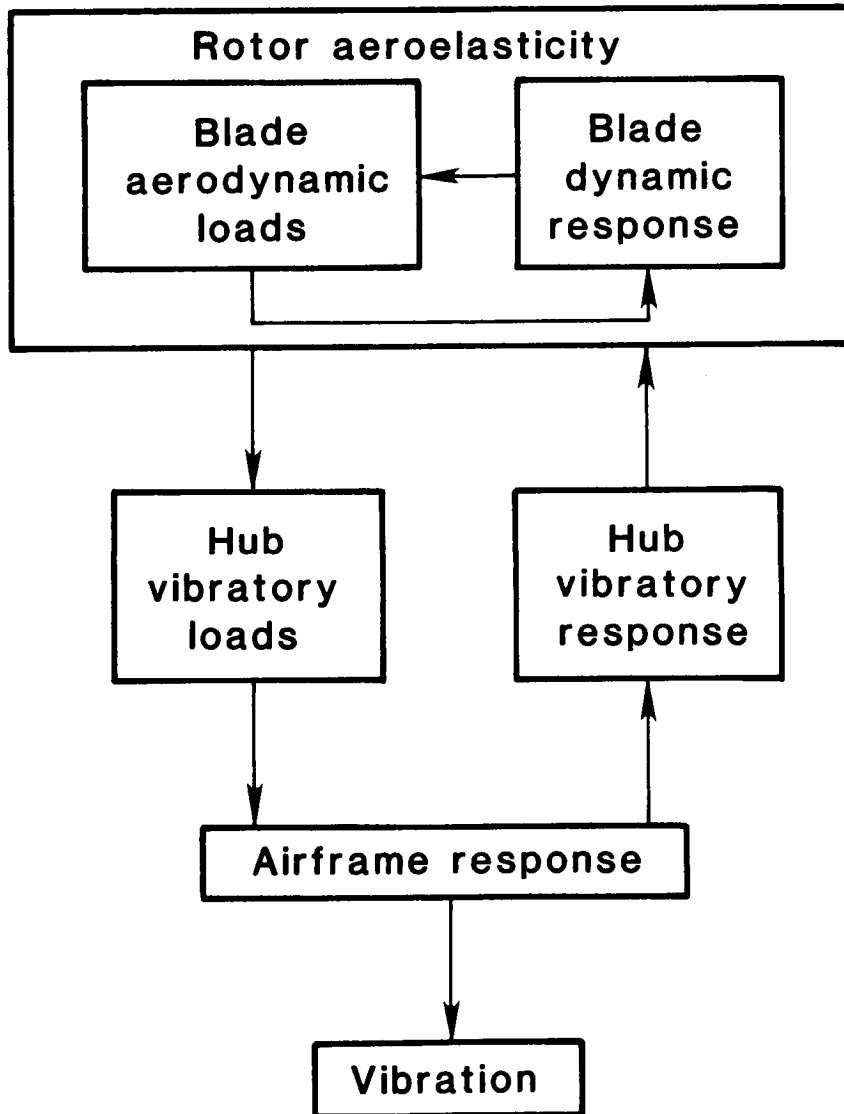 Rotor aeroelasticity
Blade
aerodynamic
loads
Blade
dynamic
response
Hub
vibratory
loads
Hub
vibratory
response
Airframe response
Vibration